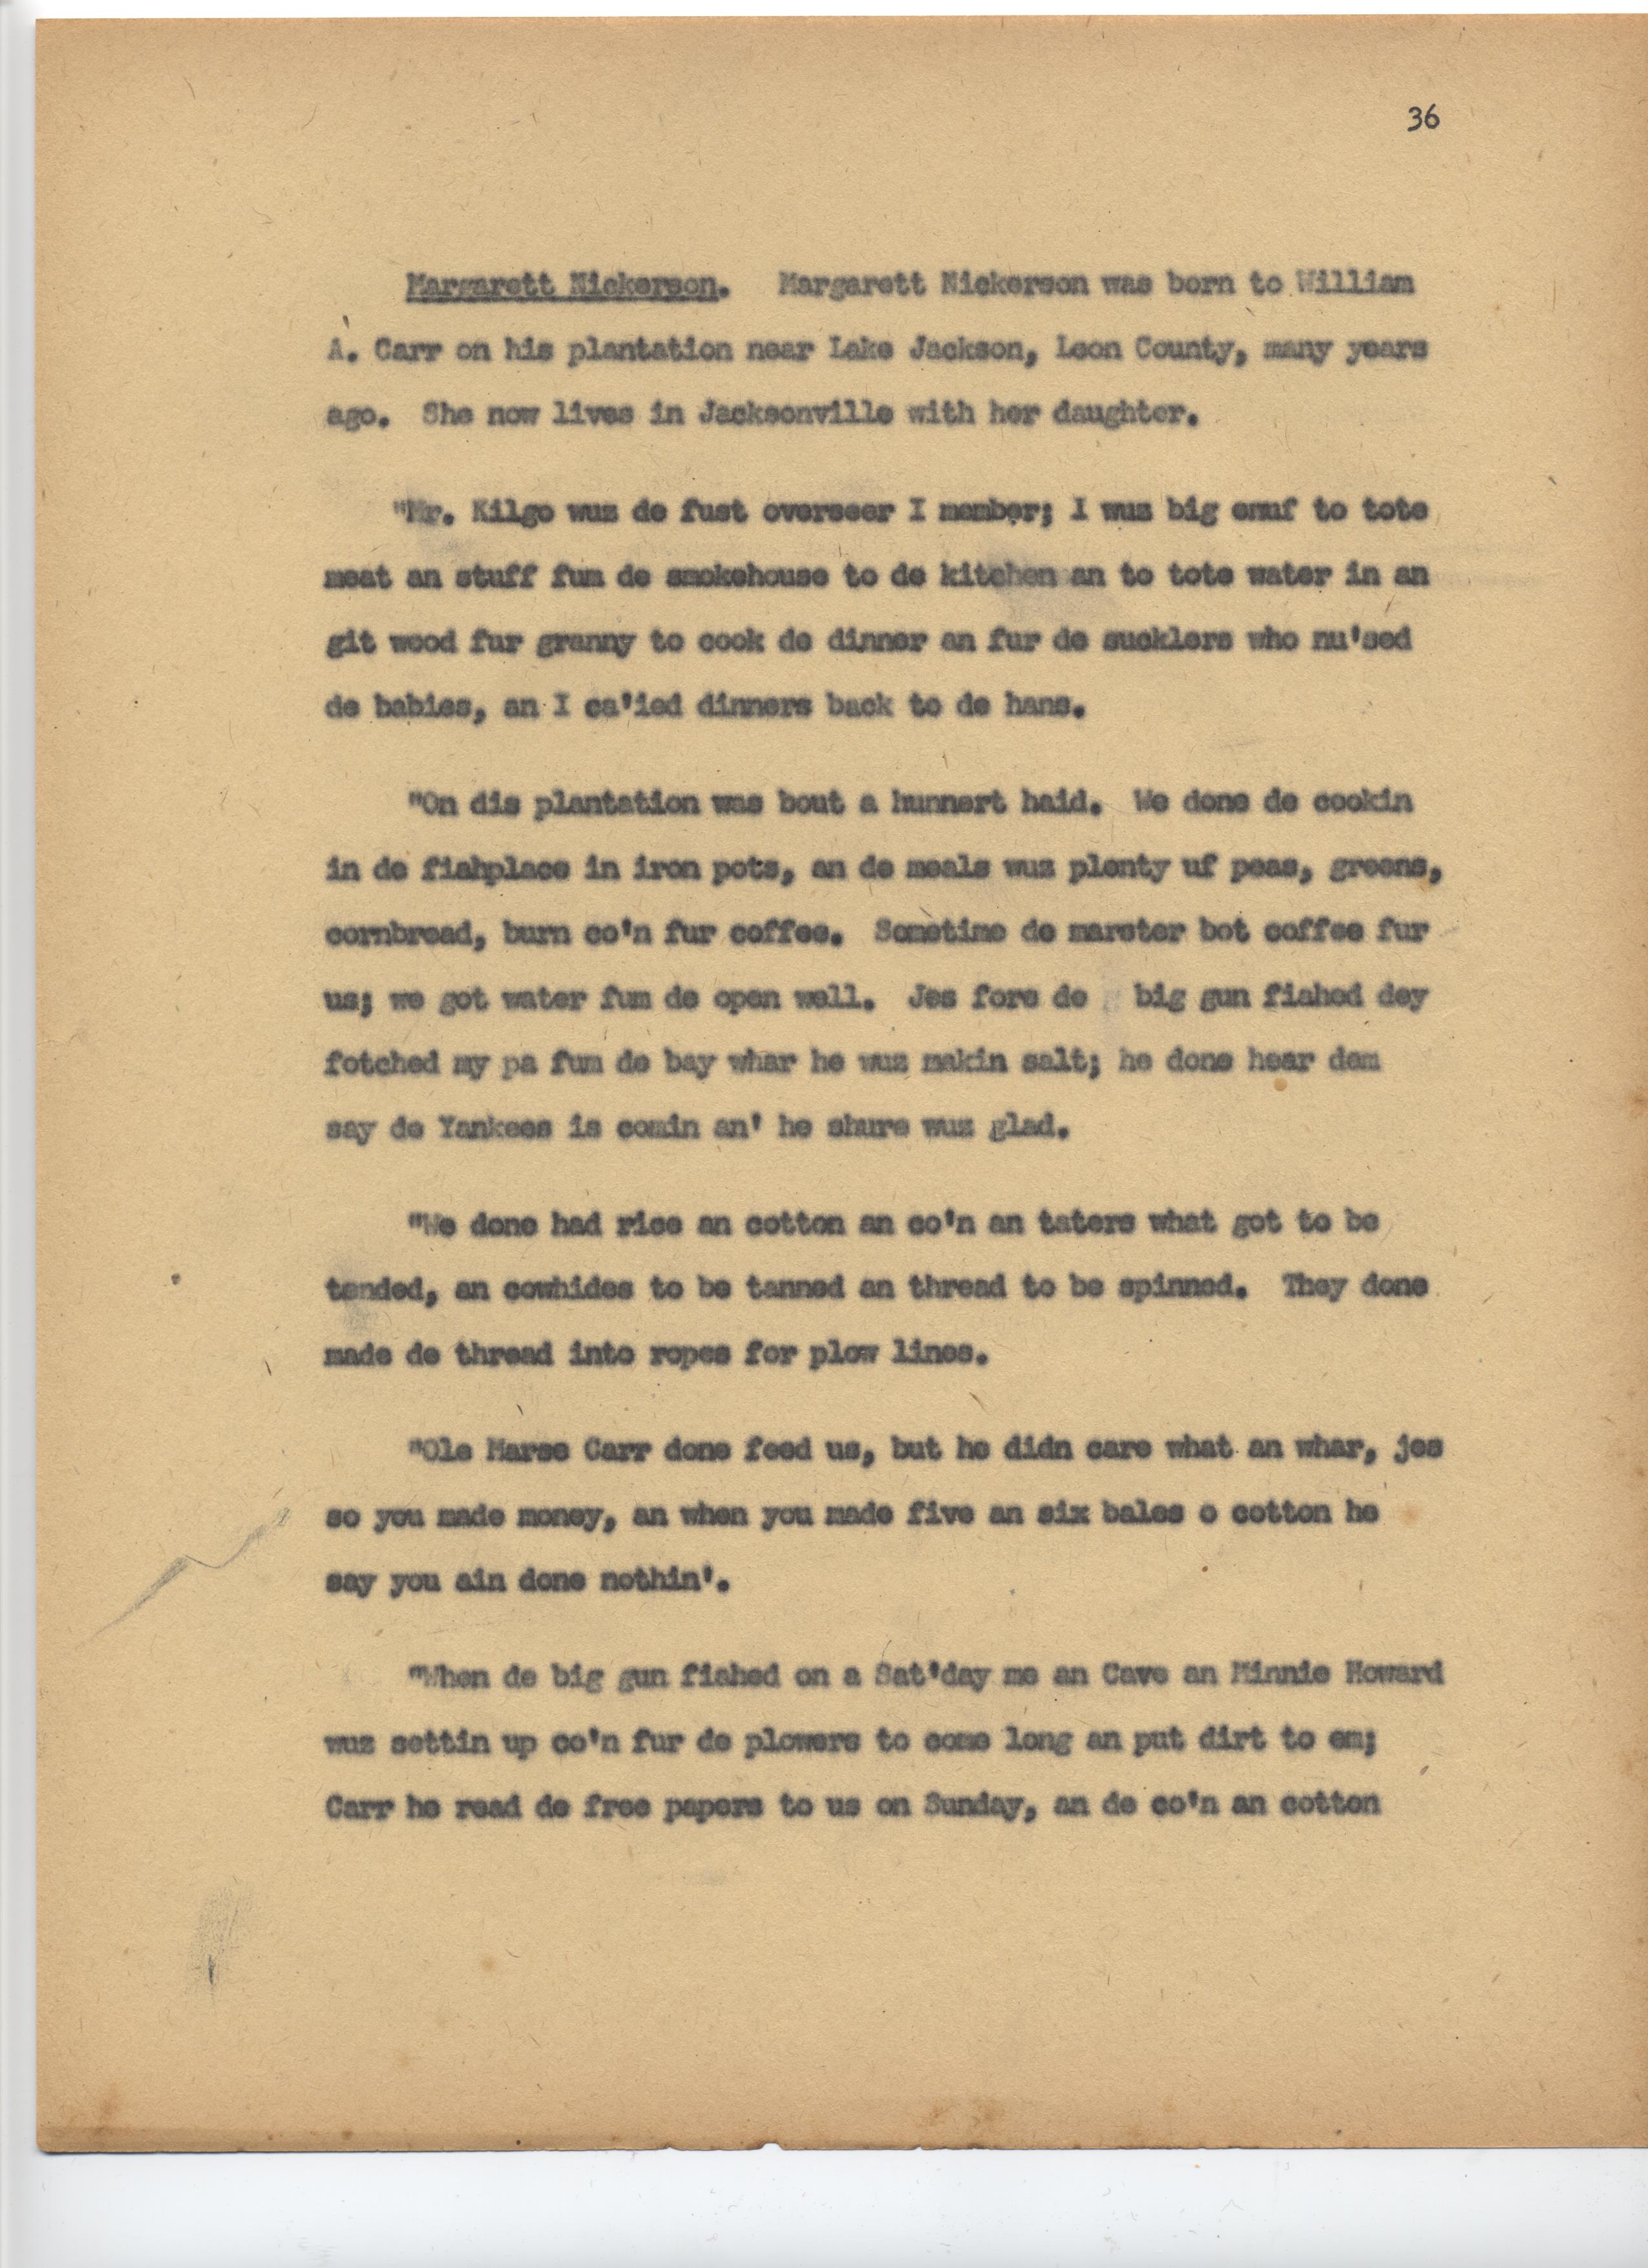 36
Margarett Nickerson. Margarett Nickerson was born to William
A. Carr on his plantation near Lake Jackson, Leon County, many years
ago. She now lives in Jacksonville with her daughter.
"Mr. Kilgo wuz de fust overseer I member; I wuz big enuf to tote
meat an stuff fum de smokehouse to de kitchen an to tote water in an
git wood fur granny to cook de dinner an fur de sucklers who nu'sed
de babies, an I ca'ied dinners back to de hans.
"On dis plantation was bout a hunnert haid. We done de cookin
in de fiahplace in iron pots, an de meals wuz plenty uf peas, greens,
cornbread, burn co'n fur coffee. Sometime de marster bot coffee fur
us; we got water fum de open well. Jes fore de big gun fiahed dey
fotched my pa fum de bay whar he wuz makin salt; he done hear dem
say de Yankees is comin an' he shure wuz glad.
"We done had rice an cotton an co'n an taters what got to be
tended, an cowhides to be tanned an thread to be spinned. They done
made de thread into ropes for plow lines.
"Ole Marse Carr done feed us, but he didn care what an whar, jes
so you made money, an when you made five an six bales o cotton he
say you ain done nothin'.
"When de big gun fiahed on a Sat'day me an Cave an Minnie Howard
wuz settin up co'n fur de plowers to come long an put dirt to em;
Carr he read de free papers to us on Sunday, an de co'n an cotton